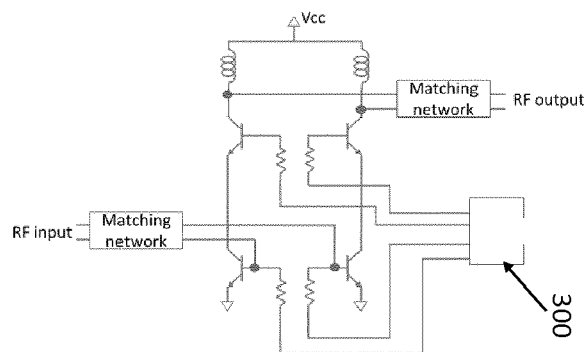 Vcc
Matching
network
RF output
RF input
Matching
network
300